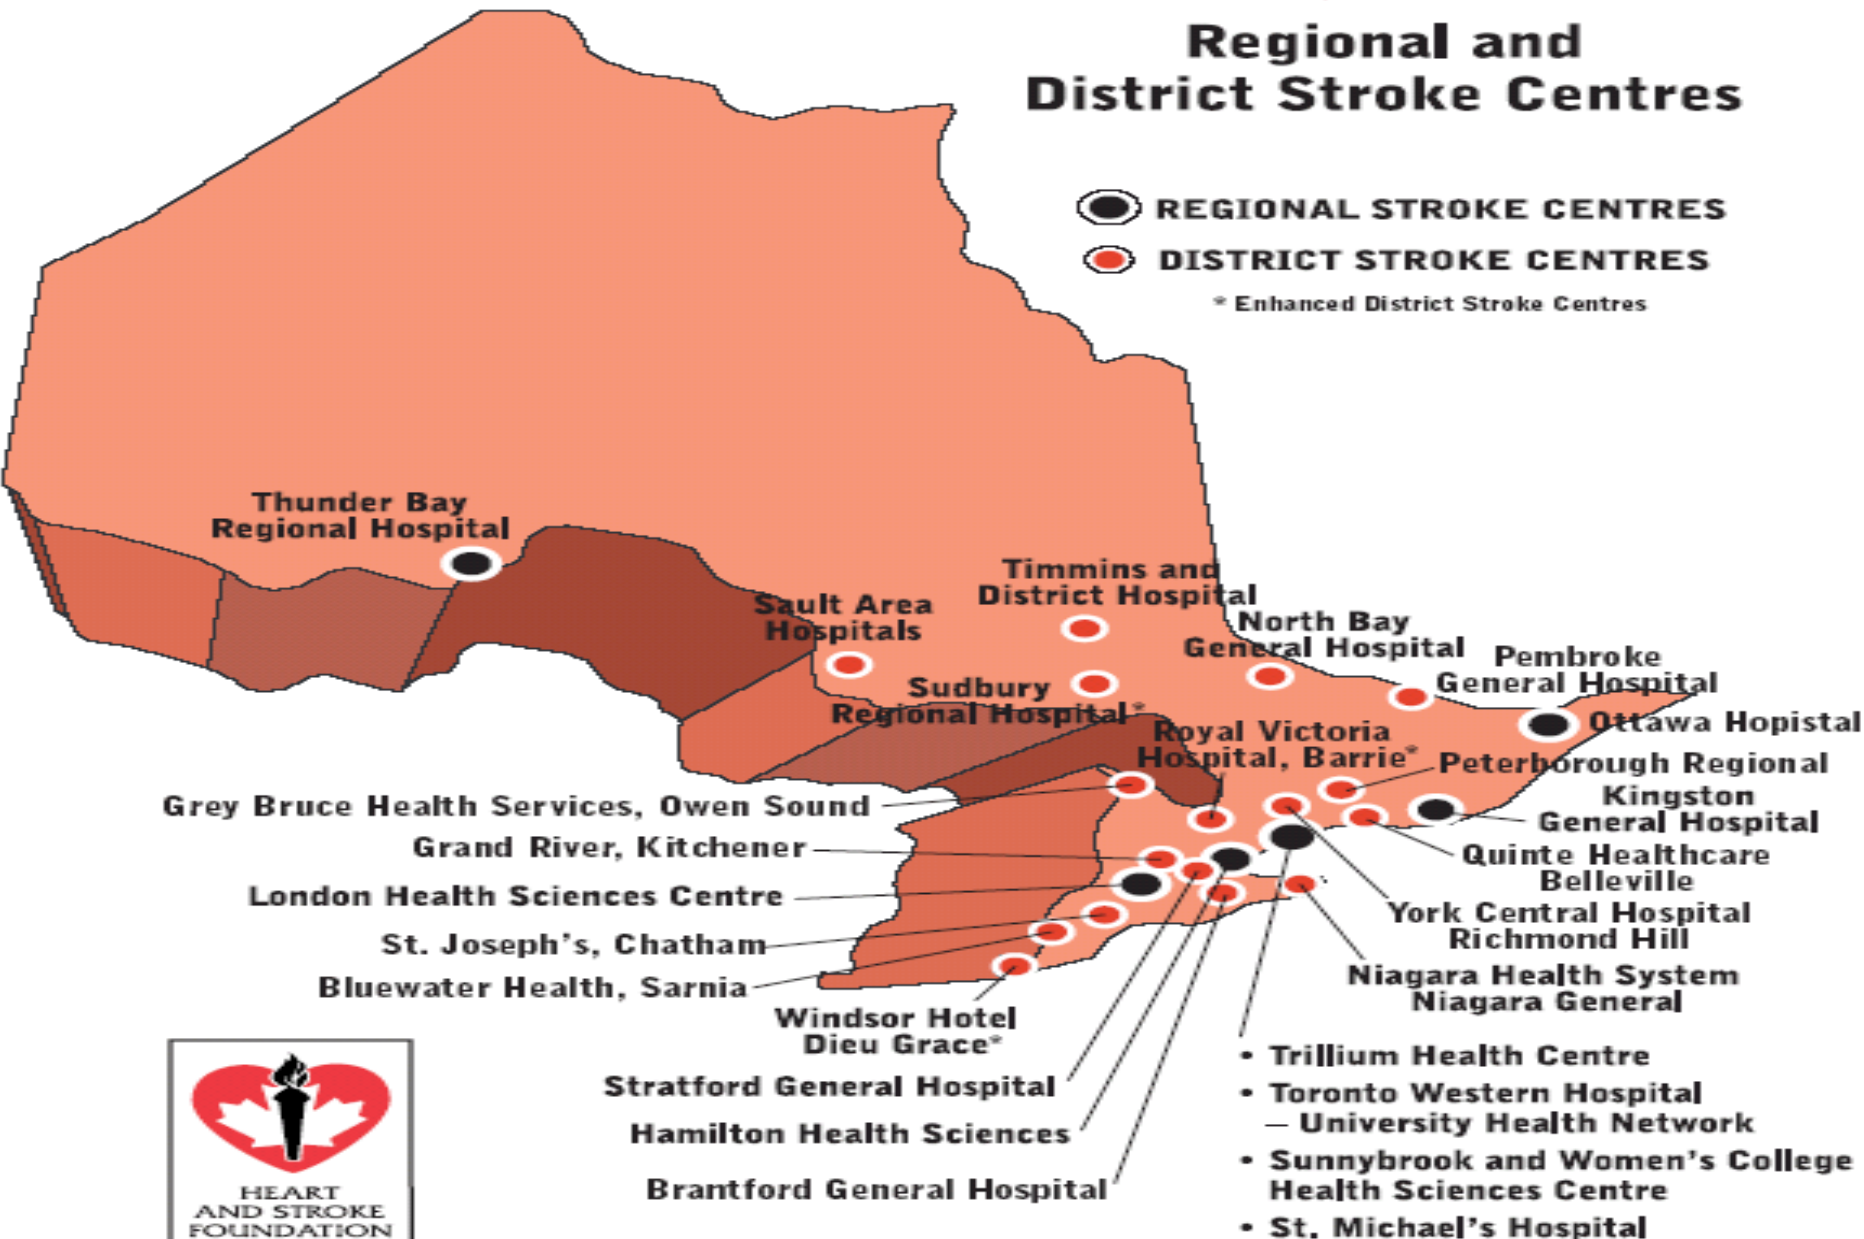 Regional and
District Stroke Centres
REGIONAL STROKE CENTRES
DISTRICT STROKE CENTRES
* Enhanced District Stroke Centres
Thunder Bay
Regional Hospital
Timmins and
District Hospital
Sault Area
Hospitals
North Bay
General Hospital
Pembroke
General Hospital
Sudbury
Regional Hospital*
Ottawa Hopistal
Royal Victoria
Hospital, Barrie*
Peterborough Regional
Kingston
General Hospital
Grey Bruce Health Services, Owen Sound
Grand River, Kitchener
Quinte Healthcare
Belleville
London Health Sciences Centre
York Central Hospital
Richmond Hill
St. Joseph's, Chatham
Bluewater Health, Sarnia
Niagara Health System
Niagara General
Windsor Hotel
Dieu Grace*
Stratford General Hospital
Hamilton Health Sciences
Brantford General Hospital
• Trillium Health Centre
• Toronto Western Hospital
– University Health Network
• Sunnybrook and Women's College
Health Sciences Centre
• St. Michael's Hospital
HEART
AND STROKE
FOUNDATION